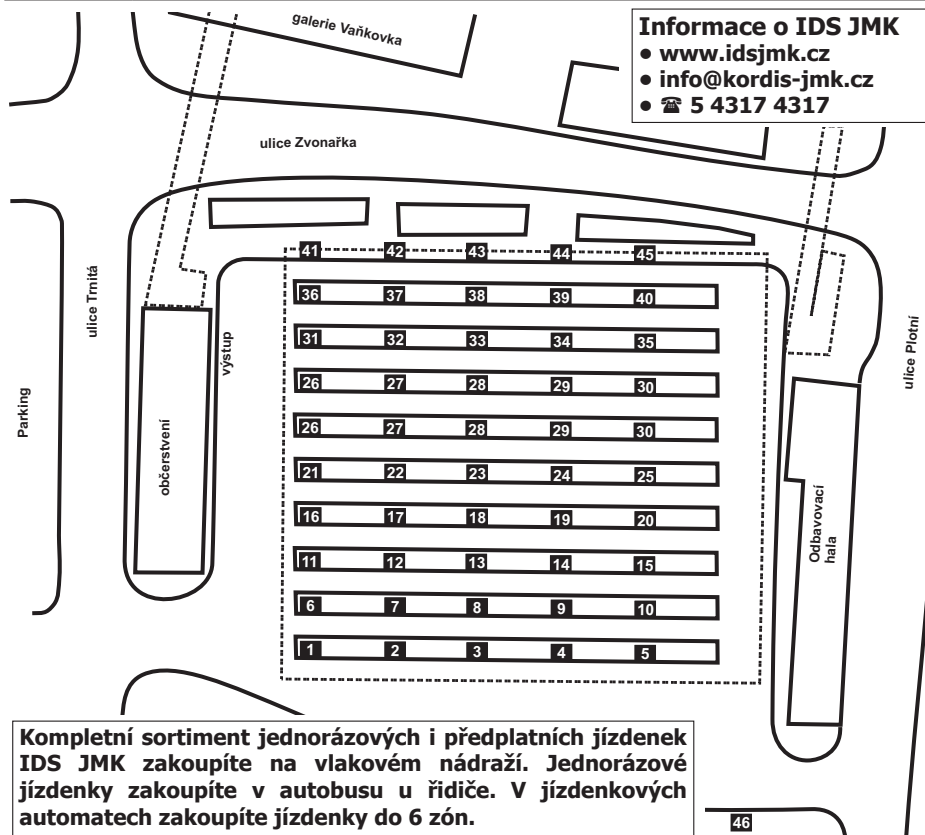 galerie Vaňkovka
Informace o IDS JMK
• www.idsjmk.cz
• info@kordis-jmk.cz
• ☎ 5 4317 4317
ulice Zvonařka
41 42 43 44 45
36 37 38 39 40
31 32 33 34 35
26 27 28 29 30
26 27 28 29 30
21 22 23 24 25
16 17 18 19 20
11 12 13 14 15
6 7 8 9 10
1 2 3 4 5
ulice Trnitá
výstup
ulice Plotní
Parking
občerstvení
Odbavovací
hala
Kompletní sortiment jednorázových i předplatních jízdenek
IDS JMK zakoupíte na vlakovém nádraží. Jednorázové
jízdenky zakoupíte v autobusu u řidiče. V jízdenkových
automatech zakoupíte jízdenky do 6 zón.
46